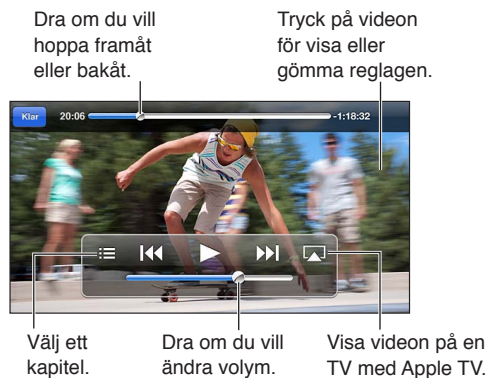 Dra om du vill
hoppa framåt
eller bakåt.
Tryck på videon
för visa eller
gömma reglagen.
Klar
20:06
-1:18:32
Välj ett
kapitel.
Dra om du vill
ändra volym.
Visa videon på en
TV med Apple TV.